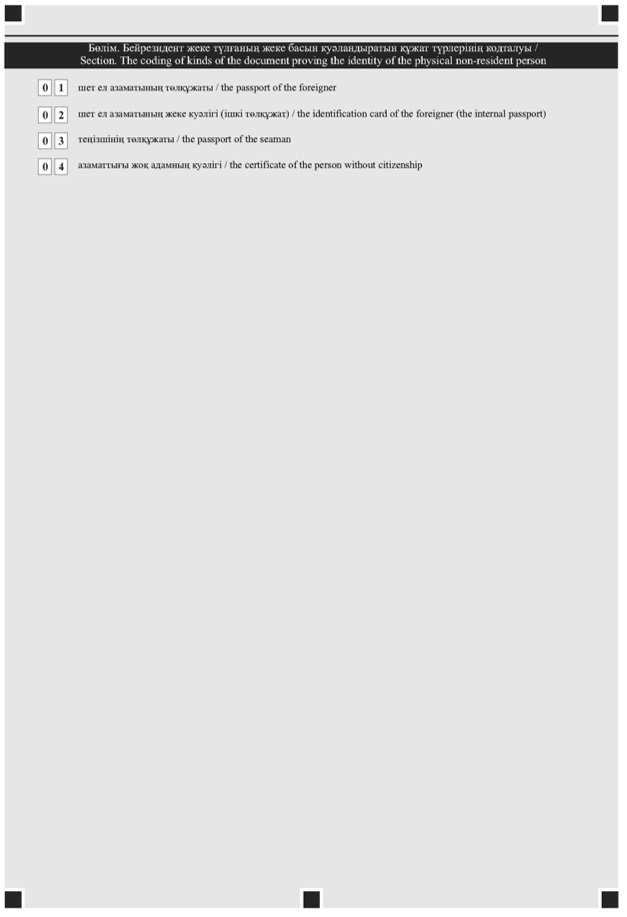 Бөлім. Бейрезидент жеке тұлғаның жеке басын куәландыратын құжат түрлерінің кодталуы /
Section. The coding of kinds of the document proving the identity of the physical non-resident person
0 1 шет ел азаматының төлқұжаты / the passport of the foreigner
0 2 шет ел азаматының жеке куәлігі (ішкі төлқұжат) / the identification card of the foreigner (the internal passport)
0 3 теңізшінің төлқұжаты / the passport of the seaman
0 4 азаматтығы жоқ адамның куәлігі / the certificate of the person without citizenship